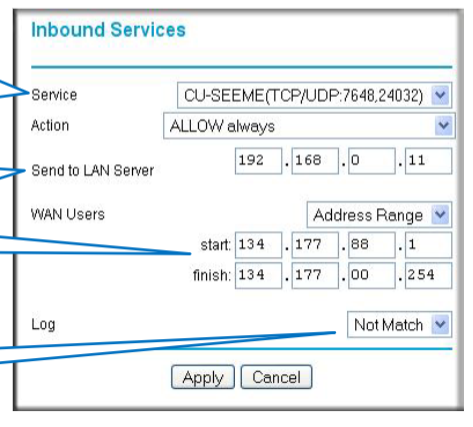 Inbound Services
Service CU-SEEME(TCP/UDP:7648,24032)
Action ALLOW always
Send to LAN Server 192 . 168 . 0 . 11
WAN Users Address Range
start: 134 . 177 . 88 . 1
finish: 134 . 177 . 00 . 254
Log Not Match
Apply Cancel